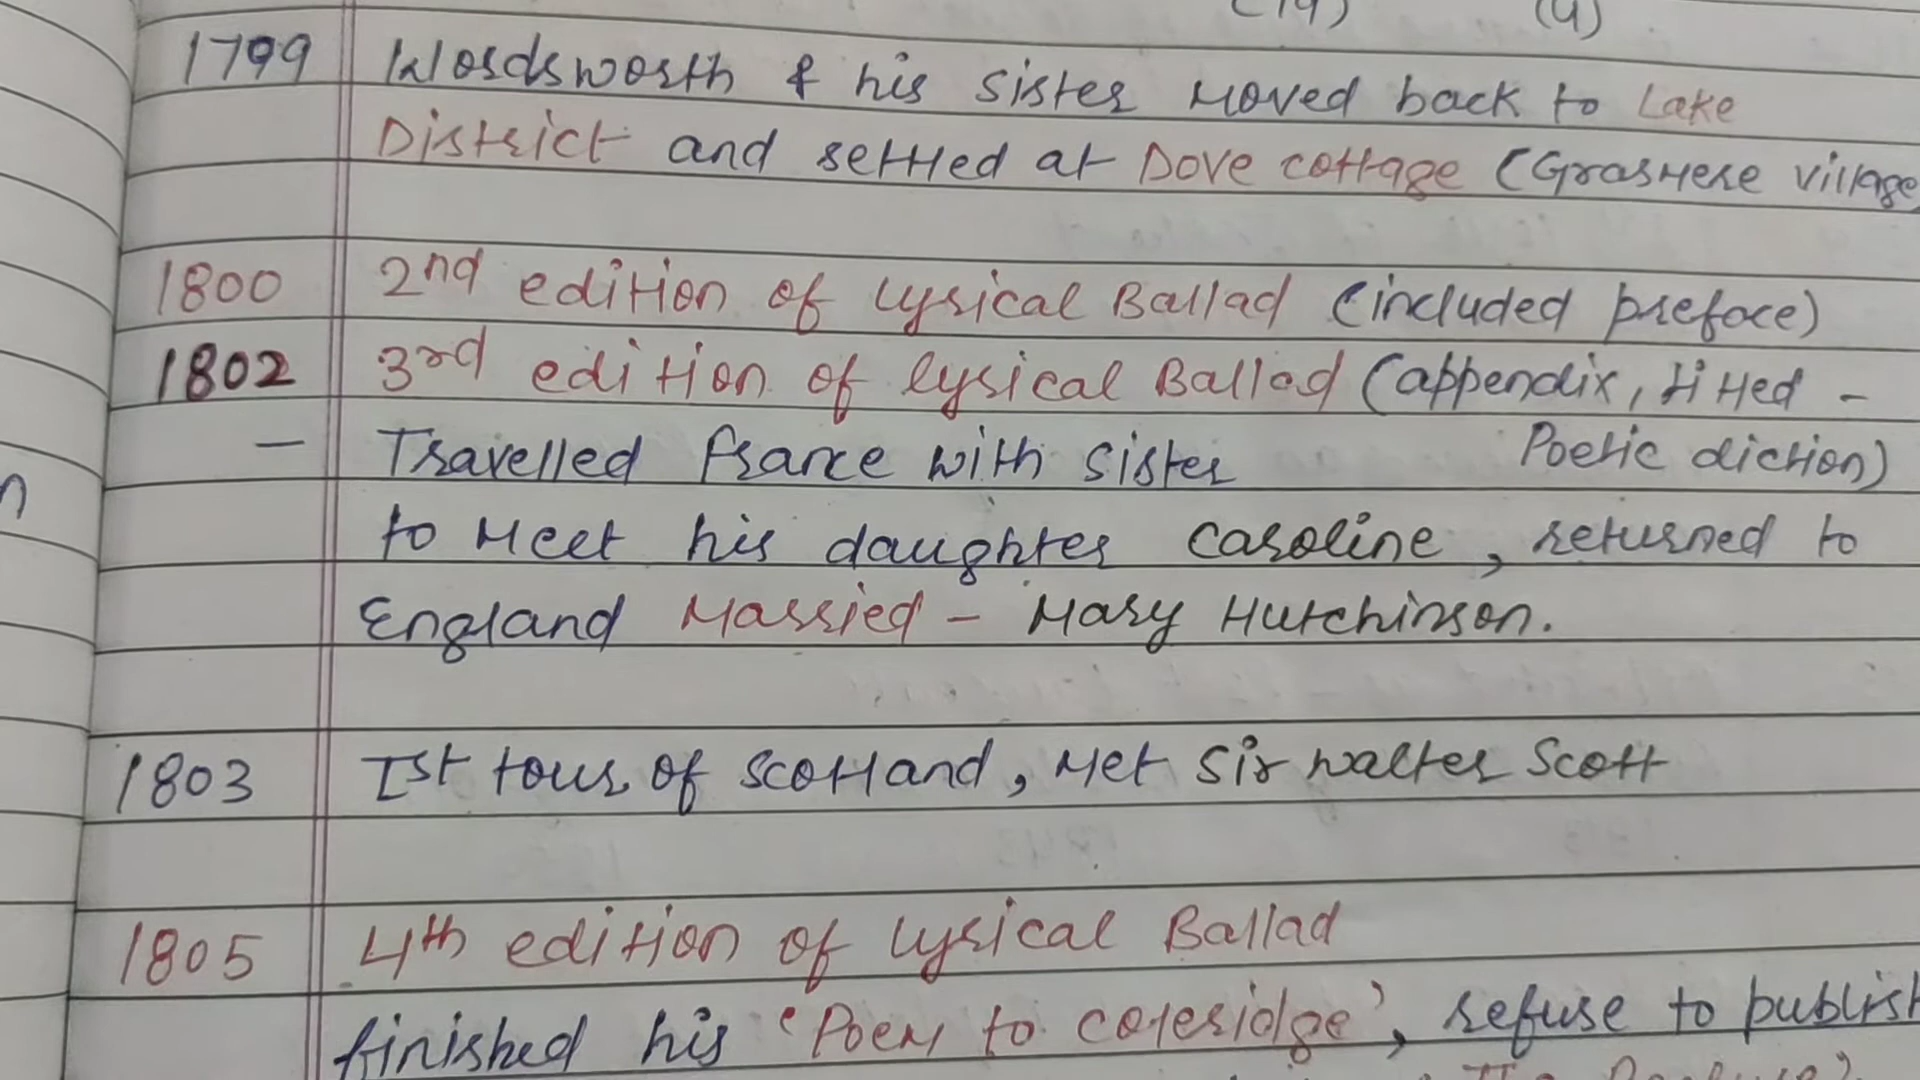 (19) (4)
1799 Wordsworth & his sister moved back to Lake
District and settled at Dove cottage (Grasmere village
1800 2nd edition of Lyrical Ballad (included preface)
1802 3rd edition of lyrical Ballad (appendix, titled -
Poetic diction)
- Travelled France with sister
to meet his daughter Caroline, returned to
England Married - Mary Hutchinson.
1803 Ist tour of Scotland, met Sir Walter Scott
1805 4th edition of Lyrical Ballad
finished his 'Poem to Coleridge', refuse to publish